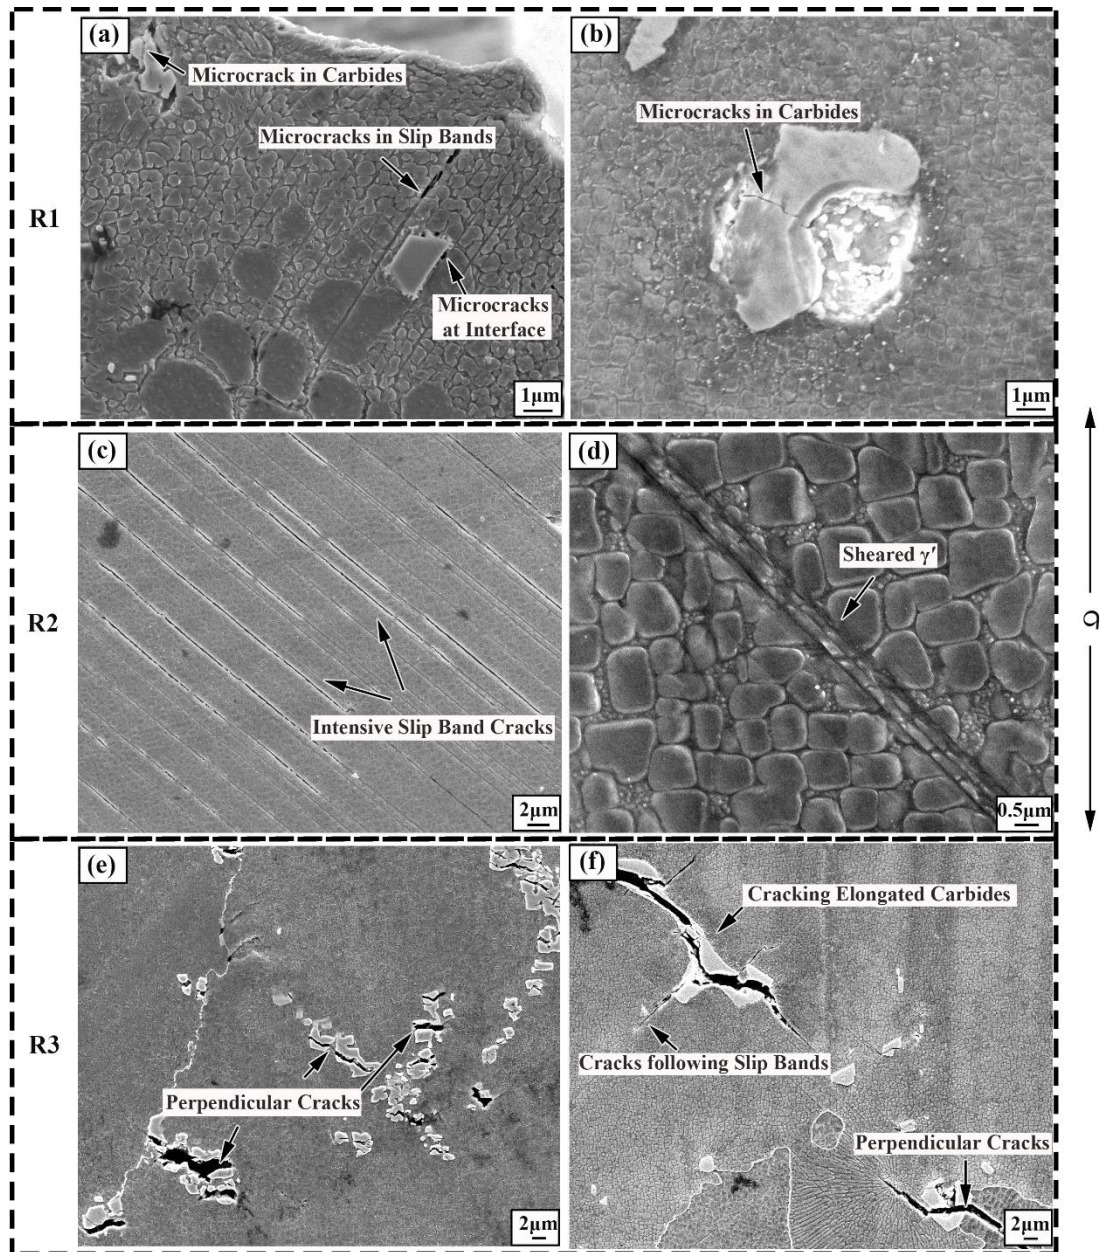 (a)
Microcrack in Carbides
Microcracks in Slip Bands
Microcracks
at Interface
1μm
(b)
Microcracks in Carbides
1μm
R1
(c)
Intensive Slip Band Cracks
2μm
(d)
Sheared γ′
0.5μm
R2
σ
(e)
Perpendicular Cracks
2μm
(f)
Cracking Elongated Carbides
Cracks following Slip Bands
Perpendicular Cracks
2μm
R3